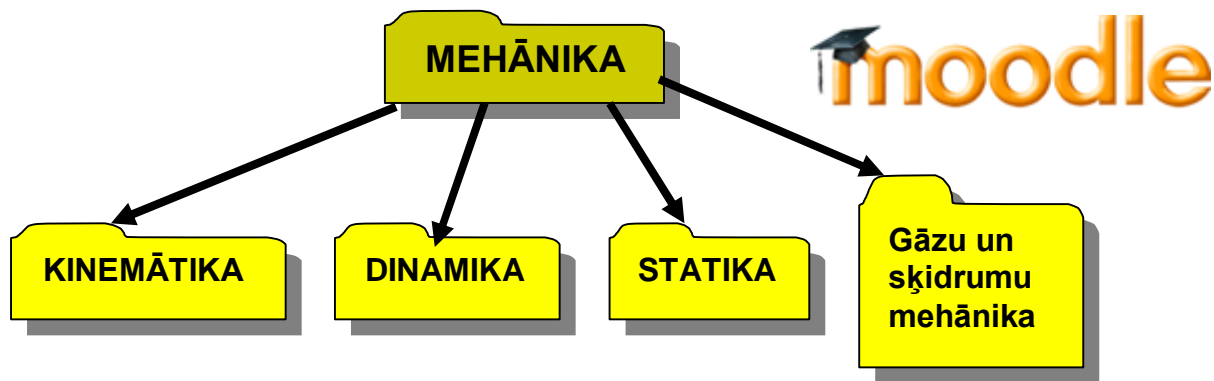 MEHĀNIKA
moodle
KINEMĀTIKA
DINAMIKA
STATIKA
Gāzu un
sķidrumu
mehānika